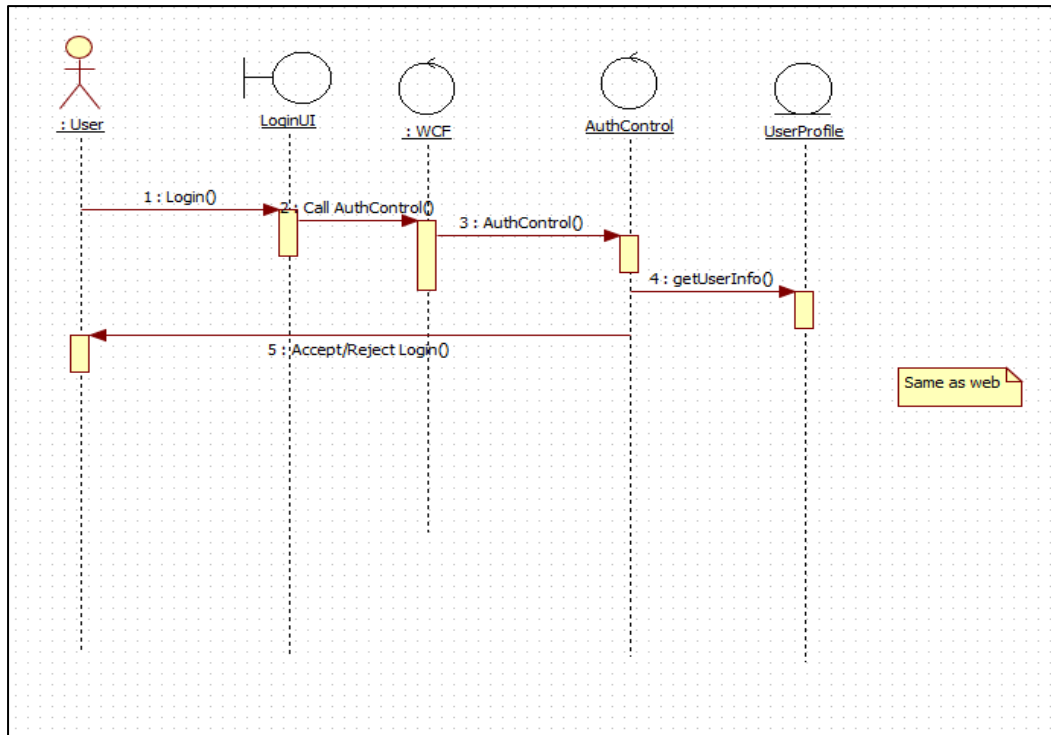 : User
LoginUI
: WCF
AuthControl
UserProfile
1 : Login()
2 : Call AuthControl()
3 : AuthControl()
4 : getUserInfo()
5 : Accept/Reject Login()
Same as web